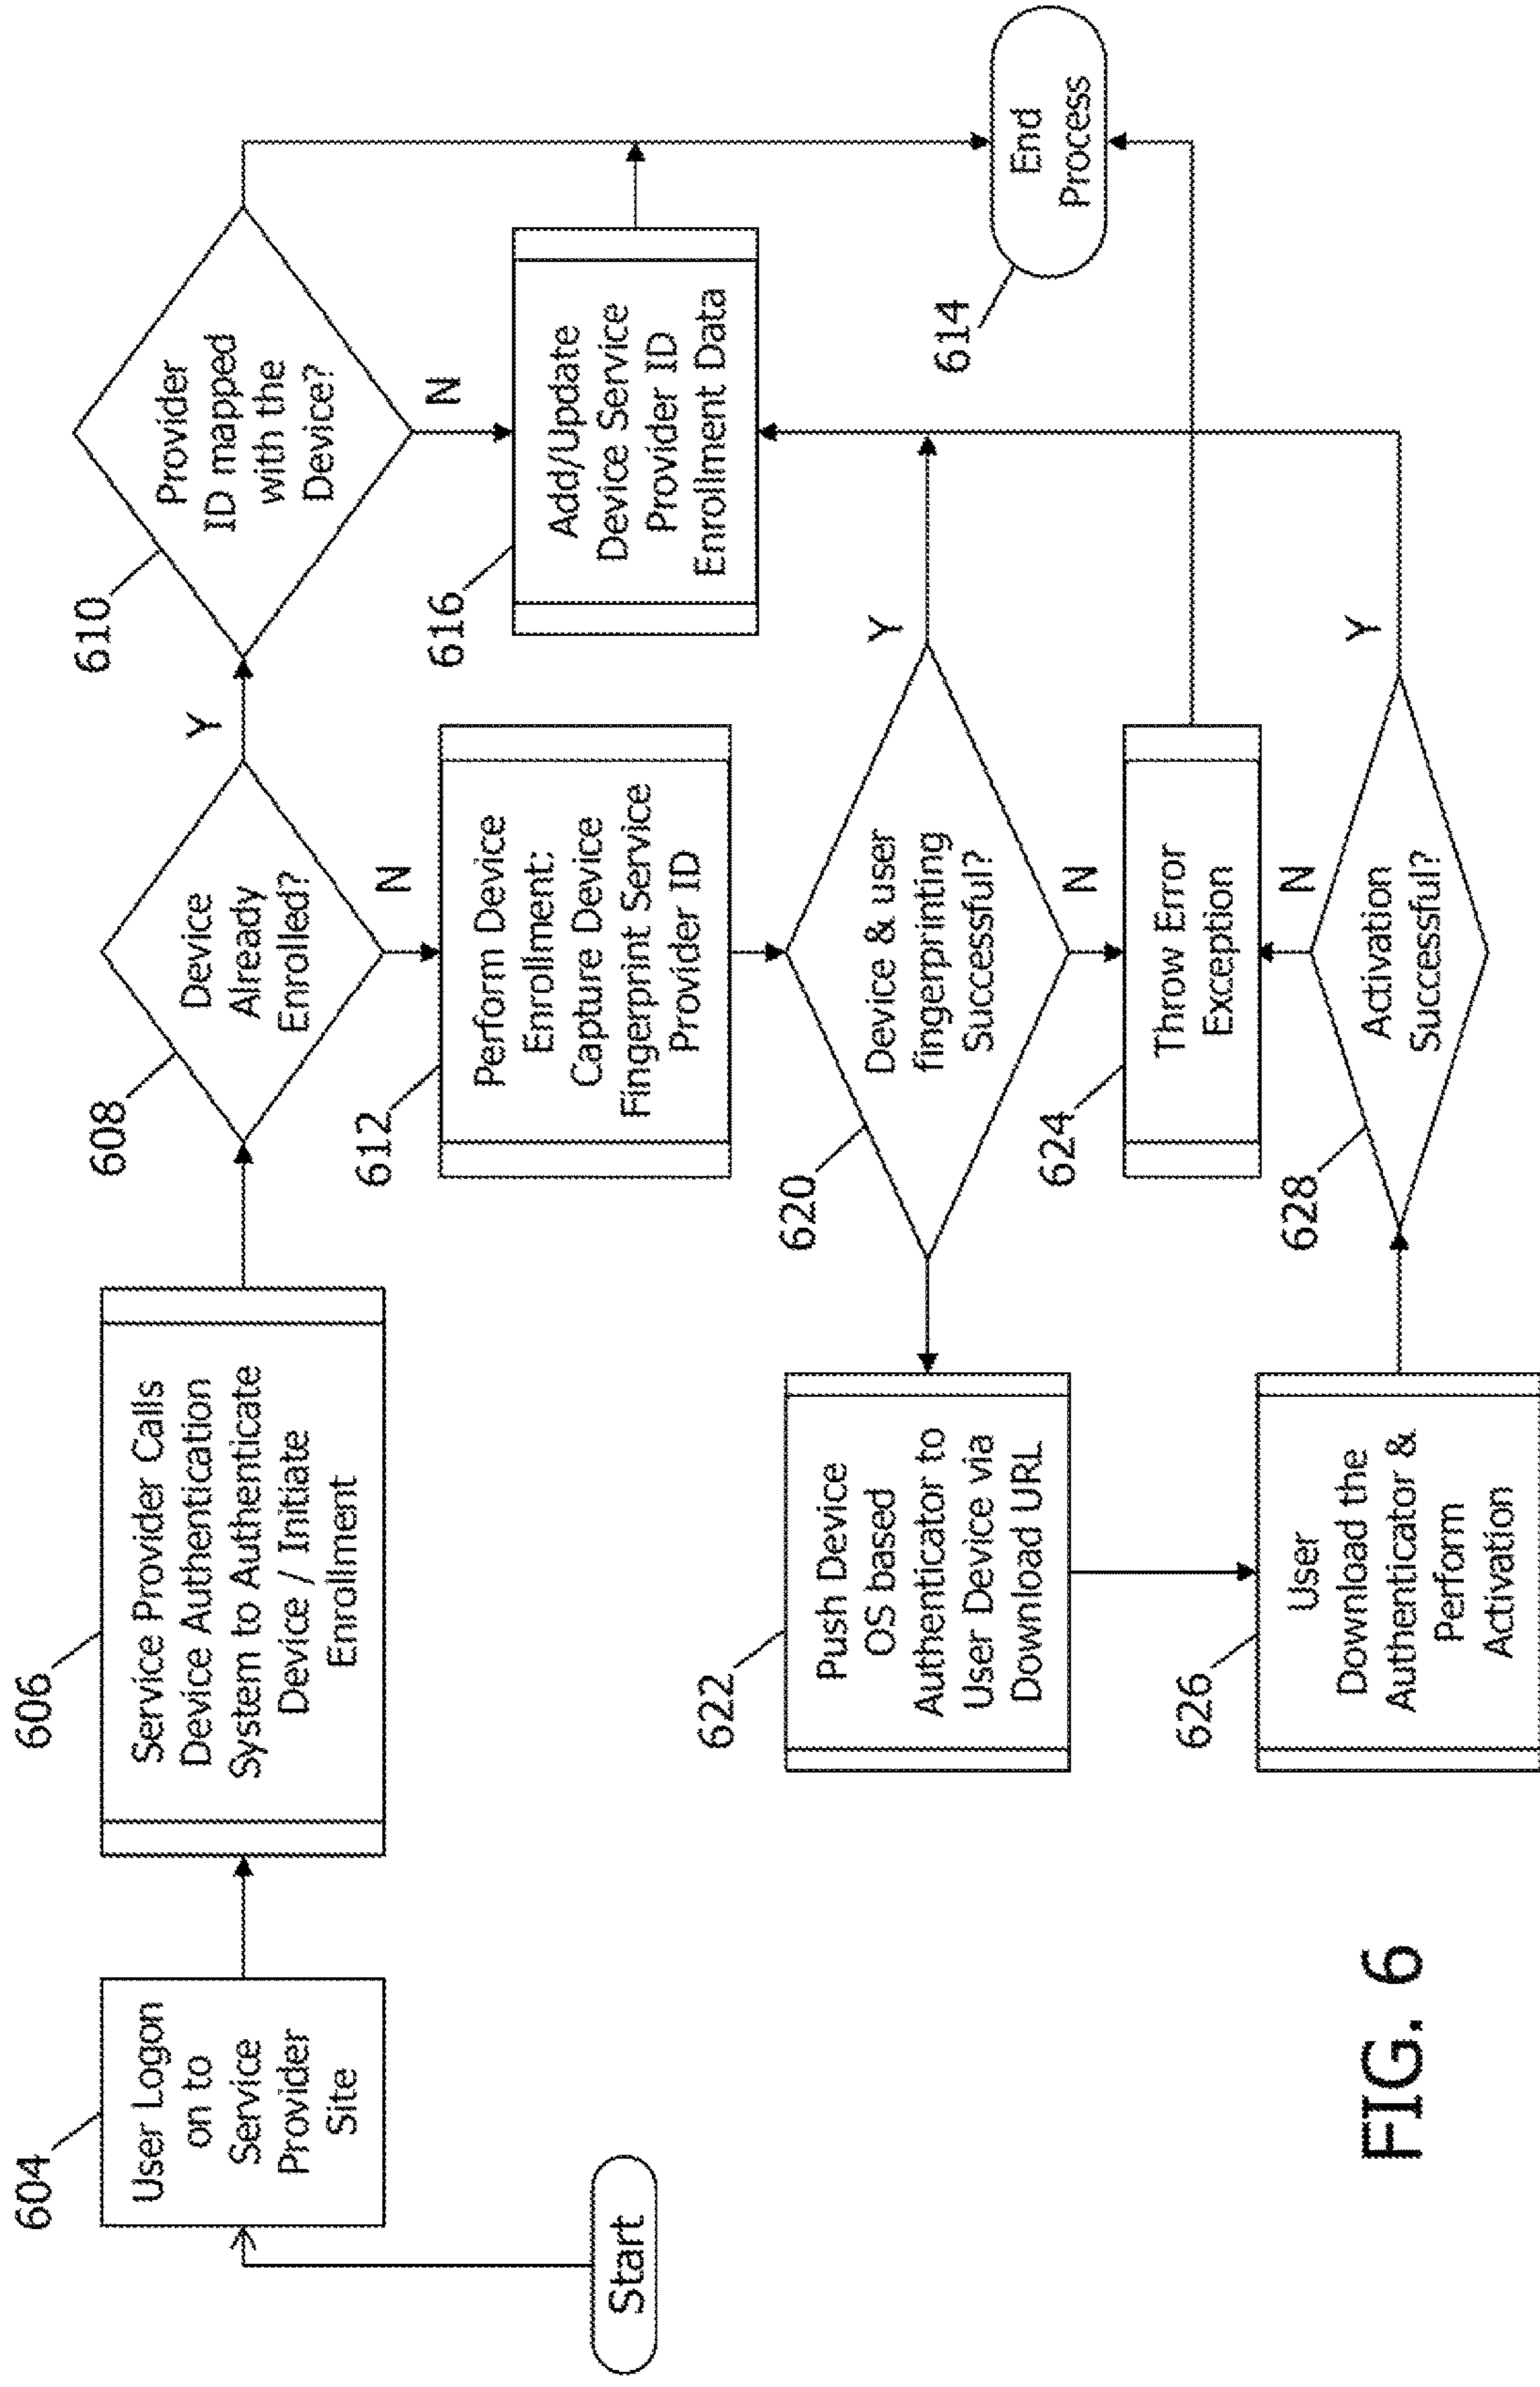 604
User Logon
on to
Service
Provider
Site
Start
606
Service Provider Calls
Device Authentication
System to Authenticate
Device / Initiate
Enrollment
608
Device
Already
Enrolled?
Y
N
610
Provider
ID mapped
with the
Device?
N
612
Perform Device
Enrollment:
Capture Device
Fingerprint Service
Provider ID
616
Add/Update
Device Service
Provider ID
Enrollment Data
614
End
Process
620
Device & user
fingerprinting
Successful?
Y
N
622
Push Device
OS based
Authenticator to
User Device via
Download URL
624
Throw Error
Exception
N
626
User
Download the
Authenticator &
Perform
Activation
628
Activation
Successful?
Y
FIG. 6